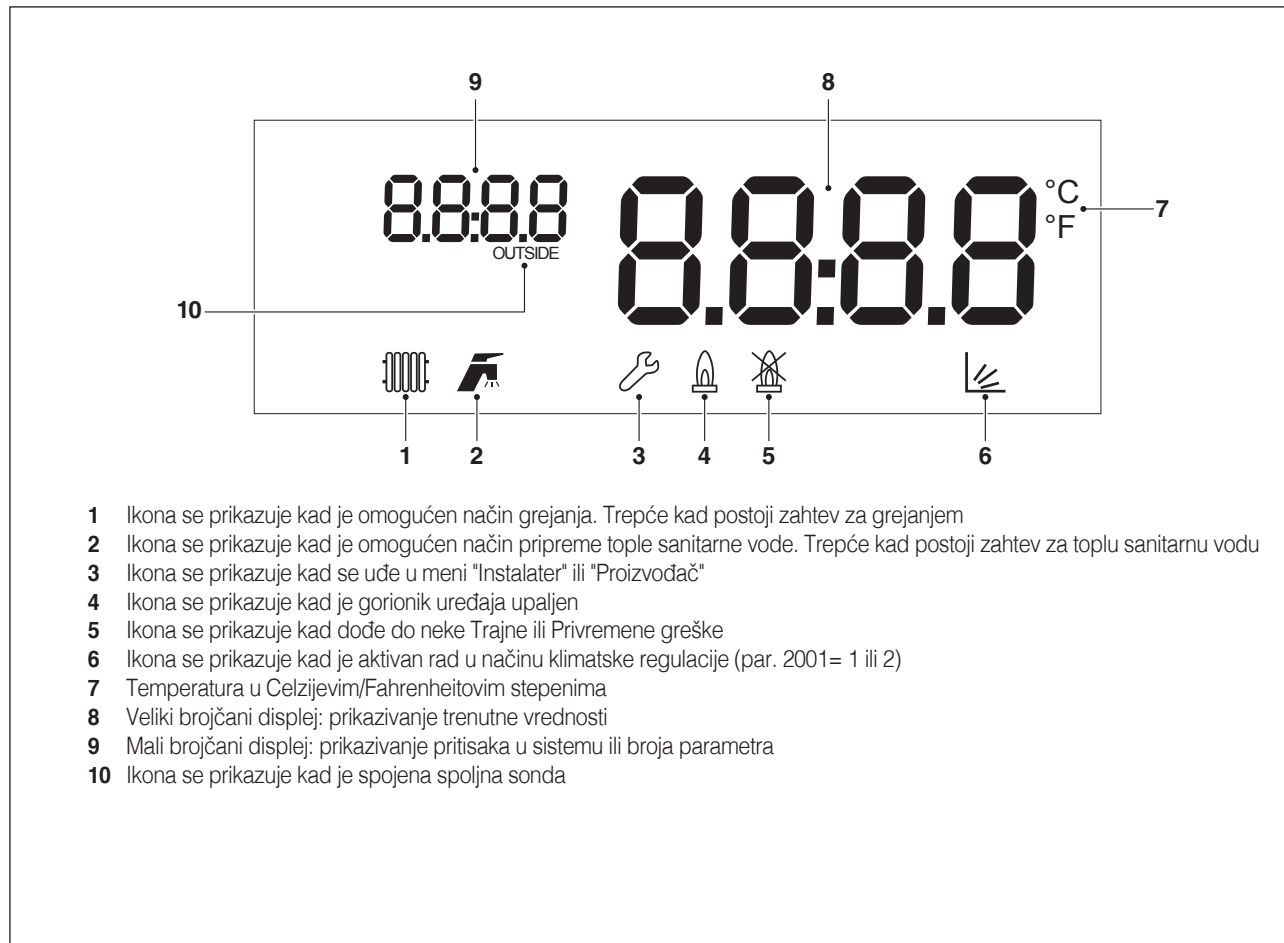 9 8
8.8:8.8 8.8:8.8 °C
°F 7
OUTSIDE
10
1 2 3 4 5 6
1 Ikona se prikazuje kad je omogućen način grejanja. Trepće kad postoji zahtev za grejanjem
2 Ikona se prikazuje kad je omogućen način pripreme tople sanitarne vode. Trepće kad postoji zahtev za toplu sanitarnu vodu
3 Ikona se prikazuje kad se uđe u meni "Instalater" ili "Proizvođač"
4 Ikona se prikazuje kad je gorionik uređaja upaljen
5 Ikona se prikazuje kad dođe do neke Trajne ili Privremene greške
6 Ikona se prikazuje kad je aktivan rad u načinu klimatske regulacije (par. 2001= 1 ili 2)
7 Temperatura u Celzijevim/Fahrenheitovim stepenima
8 Veliki brojčani displej: prikazivanje trenutne vrednosti
9 Mali brojčani displej: prikazivanje pritisaka u sistemu ili broja parametra
10 Ikona se prikazuje kad je spojena spoljna sonda